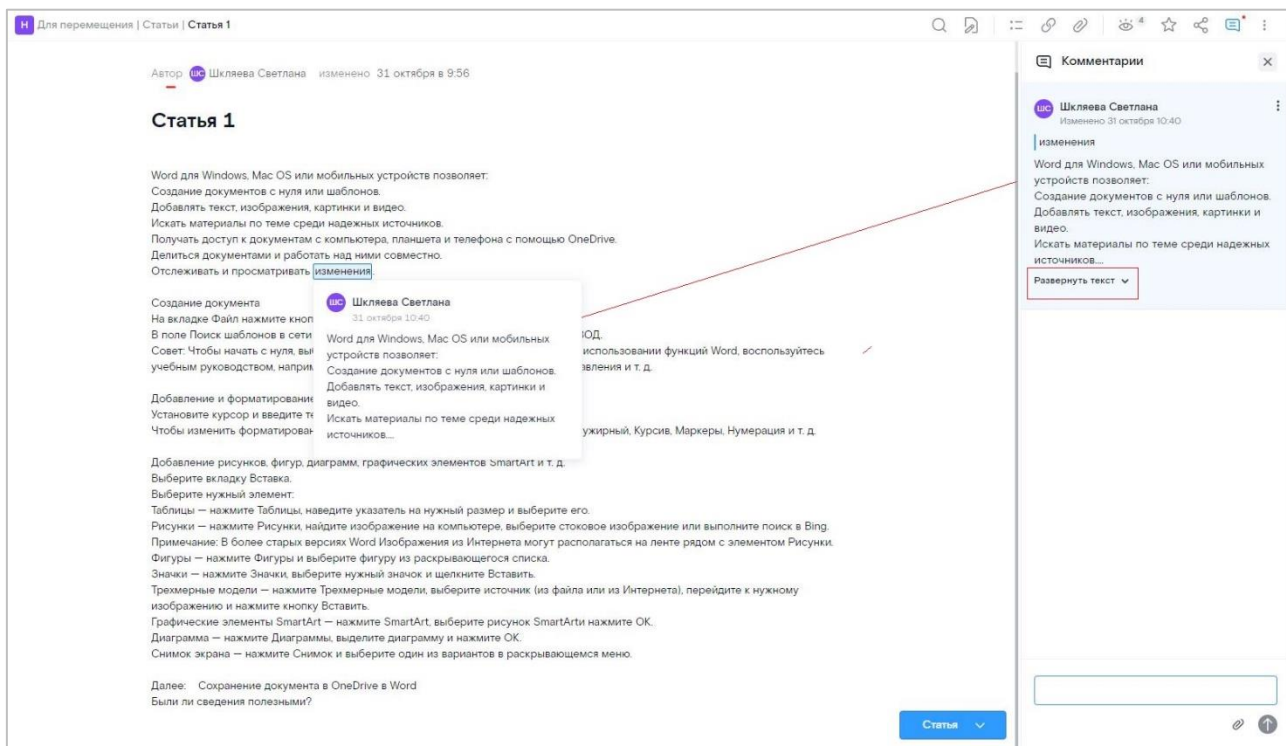 Н Для перемещения | Статьи | Статья 1
4
Автор ШС Шкляева Светлана изменено 31 октября в 9:56
Статья 1
Word для Windows, Mac OS или мобильных устройств позволяет:
Создание документов с нуля или шаблонов.
Добавлять текст, изображения, картинки и видео.
Искать материалы по теме среди надежных источников.
Получать доступ к документам с компьютера, планшета и телефона с помощью OneDrive.
Делиться документами и работать над ними совместно.
Отслеживать и просматривать изменения.
Создание документа
На вкладке Файл нажмите
В поле Поиск шаблонов в сети
Совет: Чтобы начать с нуля, использовании функций Word, воспользуйтесь
учебным руководством, и т. д.
Добавление и форматирование
Установите курсор и введите
Чтобы изменить Курсив, Маркеры, Нумерация и т. д.
ШС Шкляева Светлана
31 октября 10:40
Word для Windows, Mac OS или мобильных
устройств позволяет:
Создание документов с нуля или шаблонов.
Добавлять текст, изображения, картинки и
видео.
Искать материалы по теме среди надежных
источников....
Добавление рисунков, фигур, диаграмм, графических элементов SmartArt и т. д.
Выберите вкладку Вставка.
Выберите нужный элемент:
Таблицы — нажмите Таблицы, наведите указатель на нужный размер и выберите его.
Рисунки — нажмите Рисунки, найдите изображение на компьютере, выберите стоковое изображение или выполните поиск в Bing.
Примечание: В более старых версиях Word Изображения из Интернета могут располагаться на ленте рядом с элементом Рисунки.
Фигуры — нажмите Фигуры и выберите фигуру из раскрывающегося списка.
Значки — нажмите Значки, выберите нужный значок и щелкните Вставить.
Трехмерные модели — нажмите Трехмерные модели, выберите источник (из файла или из Интернета), перейдите к нужному
изображению и нажмите кнопку Вставить.
Графические элементы SmartArt — нажмите SmartArt, выберите рисунок SmartArtи нажмите ОК.
Диаграмма — нажмите Диаграммы, выделите диаграмму и нажмите ОК.
Снимок экрана — нажмите Снимок и выберите один из вариантов в раскрывающемся меню.
Далее: Сохранение документа в OneDrive в Word
Были ли сведения полезными?
Статья
Комментарии
ШС Шкляева Светлана
Изменено 31 октября 10:40
изменения
Word для Windows, Mac OS или мобильных
устройств позволяет:
Создание документов с нуля или шаблонов.
Добавлять текст, изображения, картинки и
видео.
Искать материалы по теме среди надежных
источников....
Развернуть текст